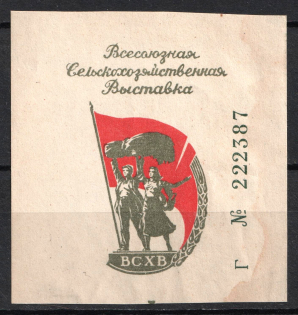 Всесоюзная
Сельскохозяйственная
Выставка
ВСХВ
Г № 222387